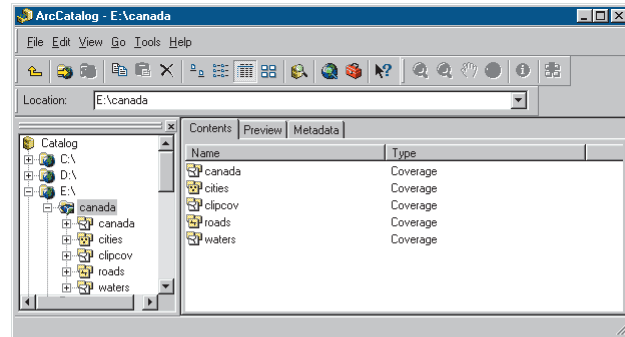 ArcCatalog - E:\canada
File Edit View Go Tools Help
Location: E:\canada
Catalog
C:\
D:\
E:\
canada
canada
cities
clipcov
roads
waters
Contents Preview Metadata
Name Type
canada Coverage
cities Coverage
clipcov Coverage
roads Coverage
waters Coverage